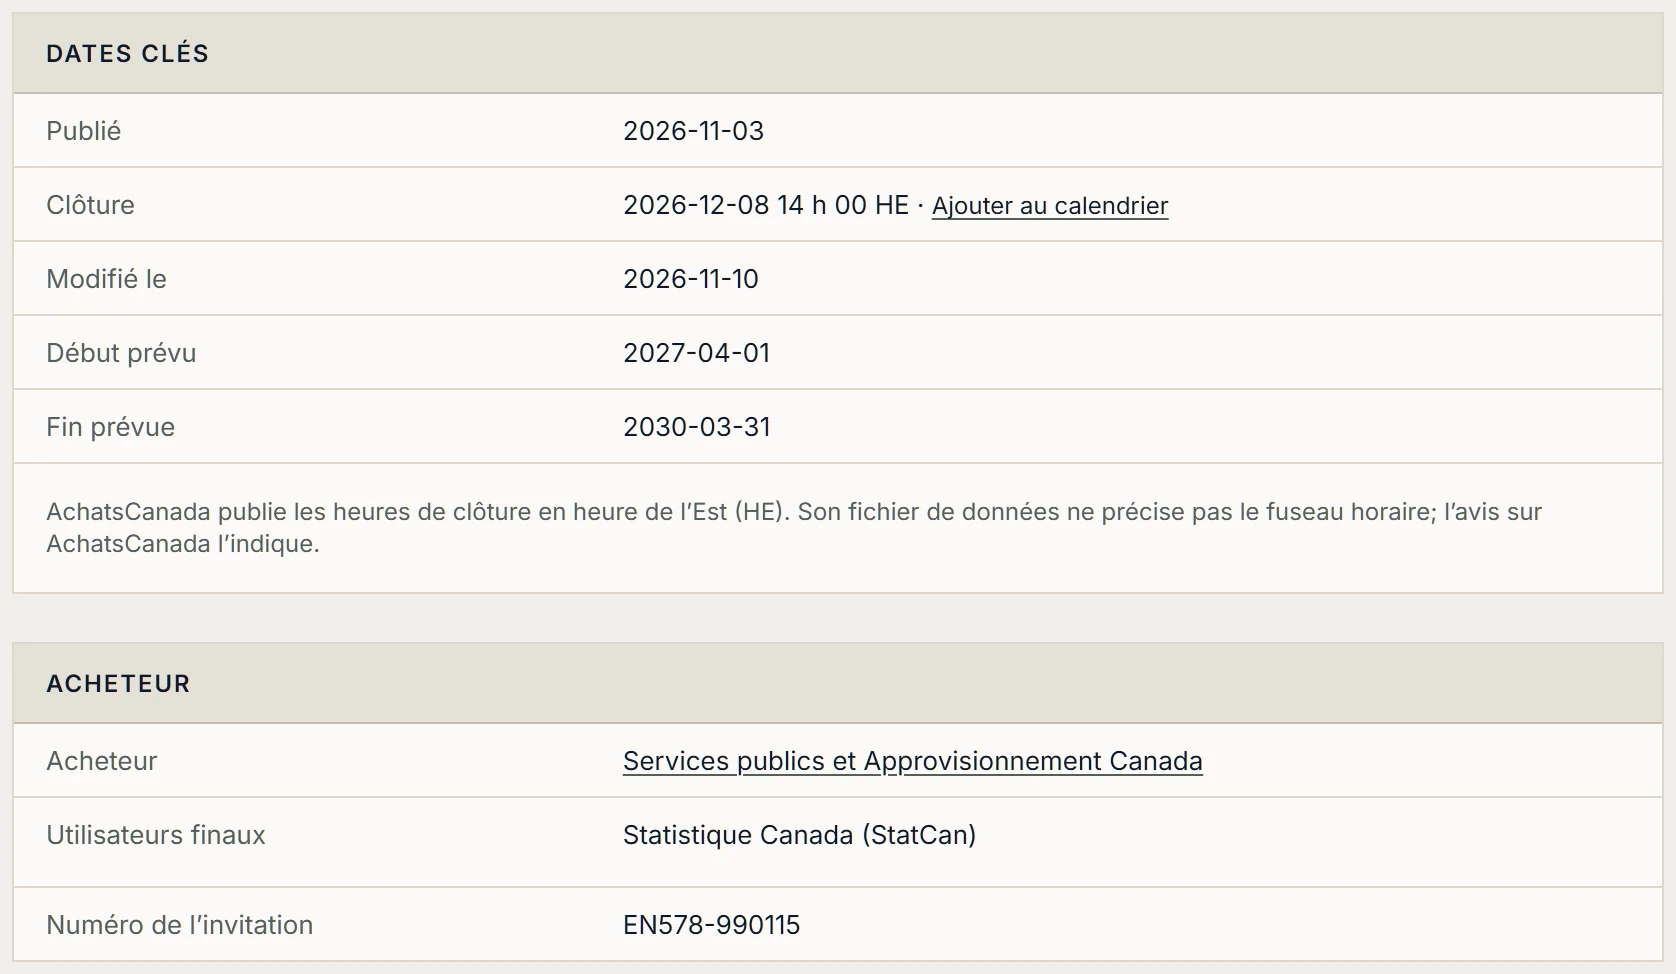 DATES CLÉS
Publié 2026-11-03
Clôture 2026-12-08 14 h 00 HE · Ajouter au calendrier
Modifié le 2026-11-10
Début prévu 2027-04-01
Fin prévue 2030-03-31
AchatsCanada publie les heures de clôture en heure de l’Est (HE). Son fichier de données ne précise pas le fuseau horaire; l’avis sur
AchatsCanada l’indique.
ACHETEUR
Acheteur Services publics et Approvisionnement Canada
Utilisateurs finaux Statistique Canada (StatCan)
Numéro de l’invitation EN578-990115